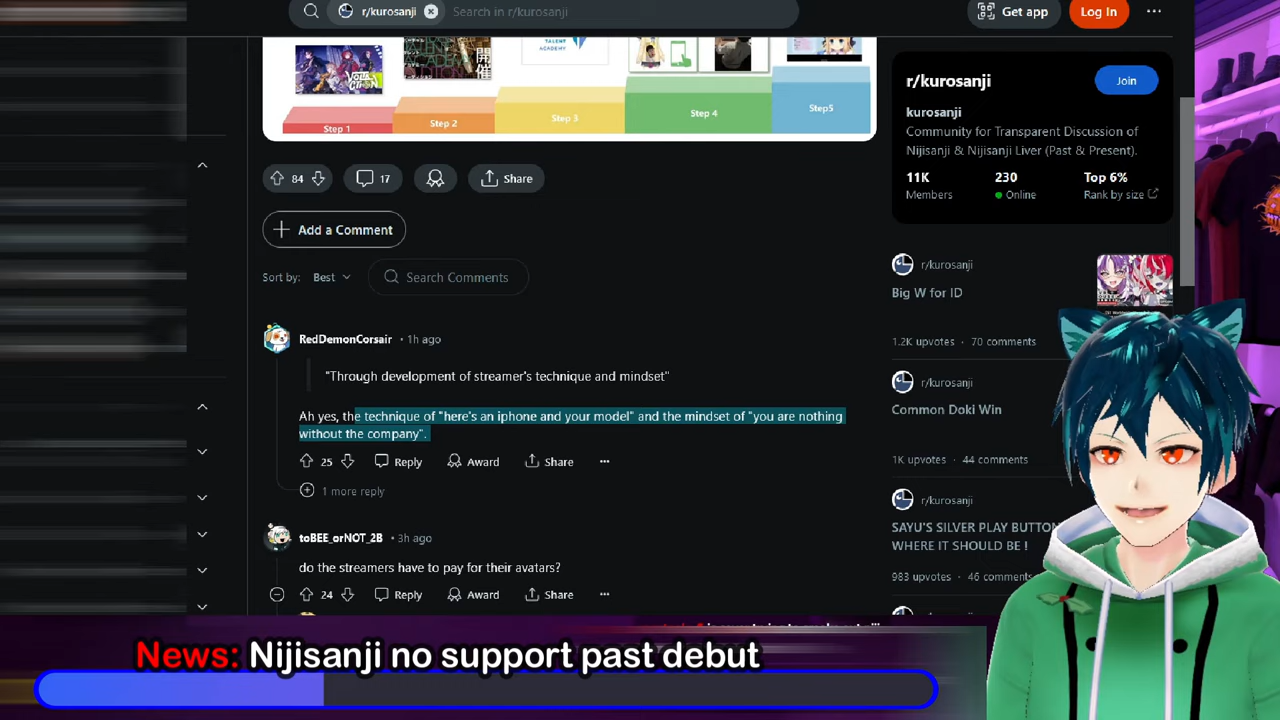 r/kurosanji
Search in r/kurosanji
Get app
Log In
TALENT
ACADEMY
Step 1
Step 2
Step 3
Step 4
Step5
84
17
Share
Add a Comment
Sort by:
Best
Search Comments
RedDemonCorsair • 1h ago
"Through development of streamer's technique and mindset"
Ah yes, the technique of "here's an iphone and your model" and the mindset of "you are nothing
without the company".
25
Reply
Award
Share
1 more reply
toBEE_orNOT_2B • 3h ago
do the streamers have to pay for their avatars?
24
Reply
Award
Share
r/kurosanji
Join
kurosanji
Community for Transparent Discussion of
Nijisanji & Nijisanji Liver (Past & Present).
11K
230
Top 6%
Members
Online
Rank by size
r/kurosanji
Big W for ID
1.2K upvotes • 70 comments
r/kurosanji
Common Doki Win
1K upvotes • 44 comments
r/kurosanji
SAYU'S SILVER PLAY BUTTON
WHERE IT SHOULD BE !
983 upvotes • 46 comments
News: Nijisanji no support past debut